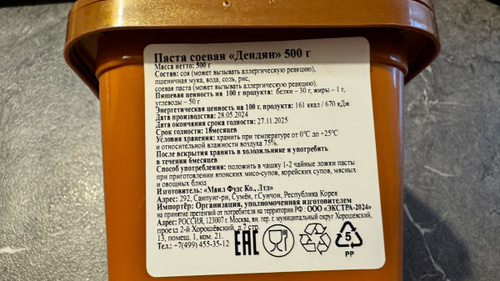 Паста соевая «Дендян» 500 г
Масса нетто: 500 г
Состав: соя (может вызывать аллергическую реакцию),
пшеничная мука, вода, соль, рис,
соевая паста (может вызывать аллергическую реакцию).
Пищевая ценность на 100 г продукта: белки – 30 г, жиры – 1 г,
углеводы – 50 г
Энергетическая ценность на 100 г. продукта: 161 ккал / 670 кДж
Дата производства: 28.05.2024
Дата окончания срока годности: 27.11.2025
Срок годности: 18месяцев
Условия хранения: хранить при температуре от 0°С до +25°С
и относительной влажности воздуха 75%.
После вскрытия хранить в холодильнике и употребить
в течении 6месяцев
Способ употребления: положить в чашку 1-2 чайные ложки пасты
при приготовлении японских мисо-супов, корейских супов, мясных
и овощных блюд
Изготовитель: «Маил Фудс Ко., Лтд»
Адрес: 292, Санпунг-ри, Сумён, г.Сунчон, Республика Корея
Импортёр: Организация, уполномоченная изготовителем
на принятие претензий от потребителя на территории РФ: ООО «ЭКСТРА-2024»
Адрес: РОССИЯ, 123007 г. Москва, вн. тер. г. муниципальный округ Хорошевский,
проезд 2-й Хорошёвский, д.7 стр.
13, помещ. 1, ком. 21.
Тел.: +7(499) 455-35-12
EAC
5
PP